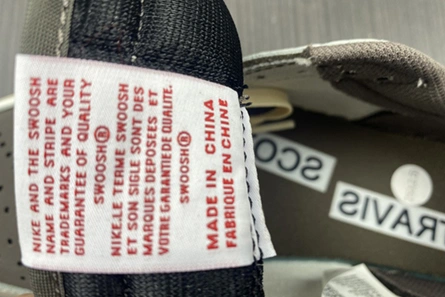 NIKE AND THE SWOOSH
NAME AND STRIPE ARE
TRADEMARKS AND YOUR
GUARANTEE OF QUALITY
SWOOSH®
NIKE.LE TERME SWOOSH
ET SON SIGLE SONT DES
MARQUES DEPOSEES ET
VOTRE GARANTIE DE QUALITE.
SWOOSH®
MADE IN CHINA
FABRIQUE EN CHINE
SCO
TRAVIS